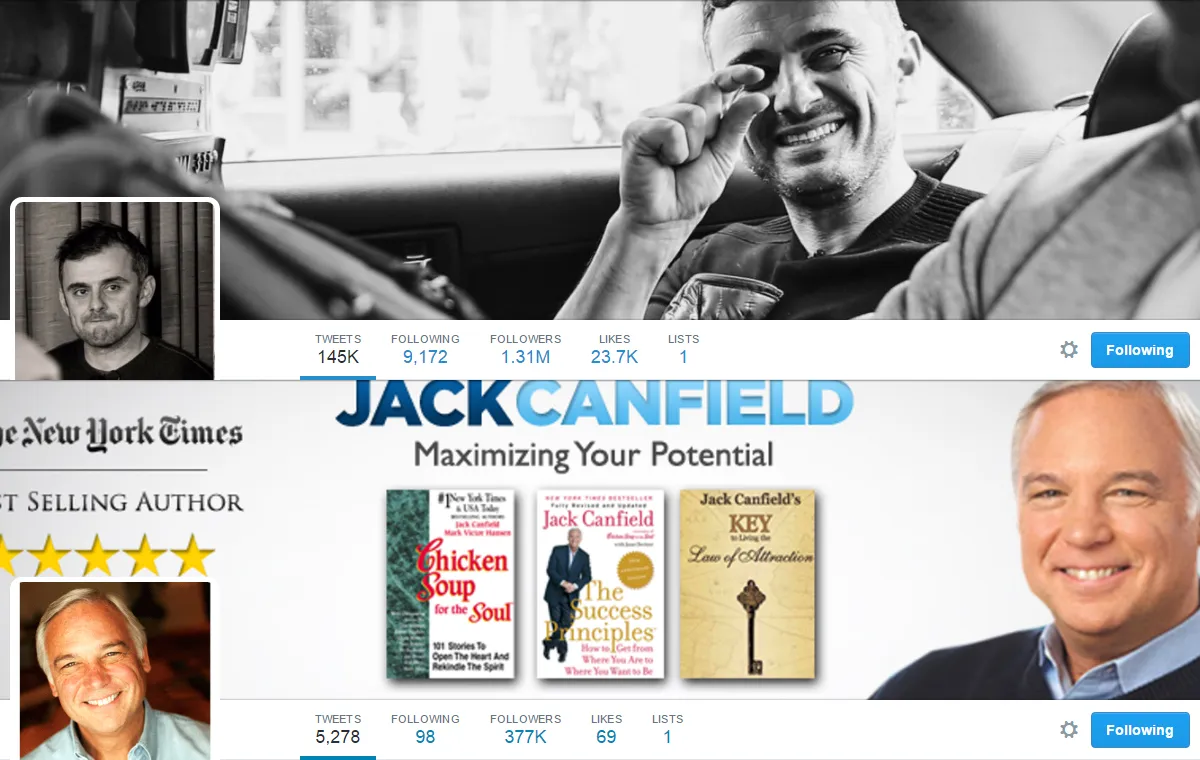 TWEETS FOLLOWING FOLLOWERS LIKES LISTS
145K 9,172 1.31M 23.7K 1
Following
JACKCANFIELD
Maximizing Your Potential
New York Times
SELLING AUTHOR
#1 New York Times
& USA Today
BESTSELLING AUTHORS
Jack Canfield
Mark Victor Hansen
Chicken
Soup
for the Soul
101 Stories To
Open The Heart And
Rekindle The Spirit
NEW YORK TIMES BESTSELLER
Fully Revised and Updated
Jack Canfield
The
Success
Principles
How to Get from
Where You Are to
Where You Want to Be
Jack Canfield's
KEY
to Living the
Law of Attraction
TWEETS FOLLOWING FOLLOWERS LIKES LISTS
5,278 98 377K 69 1
Following